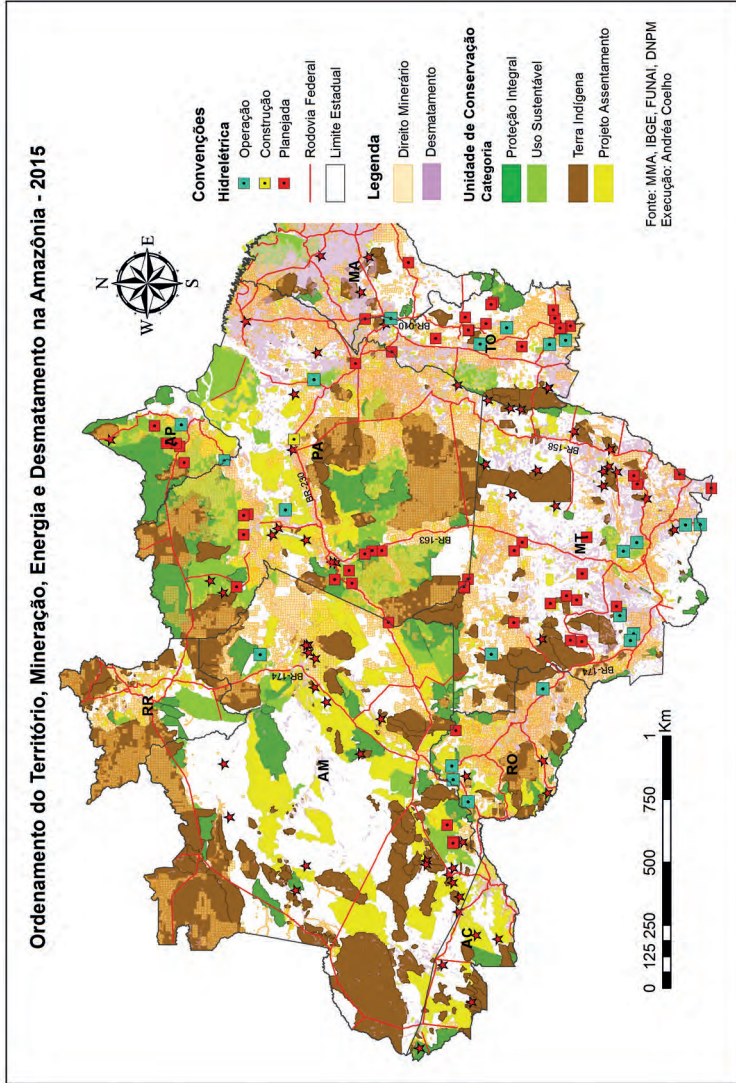 Ordenamento do Território, Mineração, Energia e Desmatamento na Amazônia - 2015
N
W
E
S
RR
AP
AM
PA
MA
AC
RO
MT
TO
BR-174
BR-163
BR-230
BR-010
BR-158
BR-174
0 125 250 500 750 1
Km
Convenções
Hidrelétrica
Operação
Construção
Planejada
Rodovia Federal
Limite Estadual
Legenda
Direito Minerário
Desmatamento
Unidade de Conservação
Categoria
Proteção Integral
Uso Sustentável
Terra Indígena
Projeto Assentamento
Fonte: MMA, IBGE, FUNAI, DNPM
Execução: Andréa Coelho